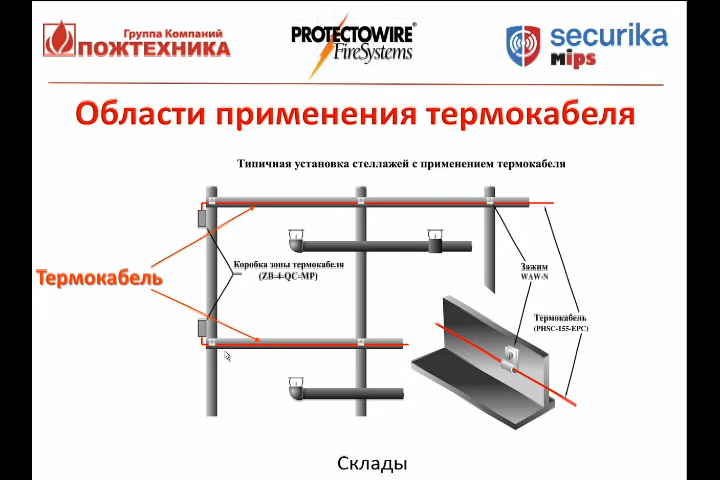 Группа Компаний
ПОЖТЕХНИКА
PROTECTOWIRE®
FireSystems
securika
Mips
Области применения термокабеля
Типичная установка стеллажей с применением термокабеля
Коробка зоны термокабеля
(ZB-4-QC-MP)
Термокабель
Зажим
WAW-N
Термокабель
(PHSC-155-EPC)
Склады